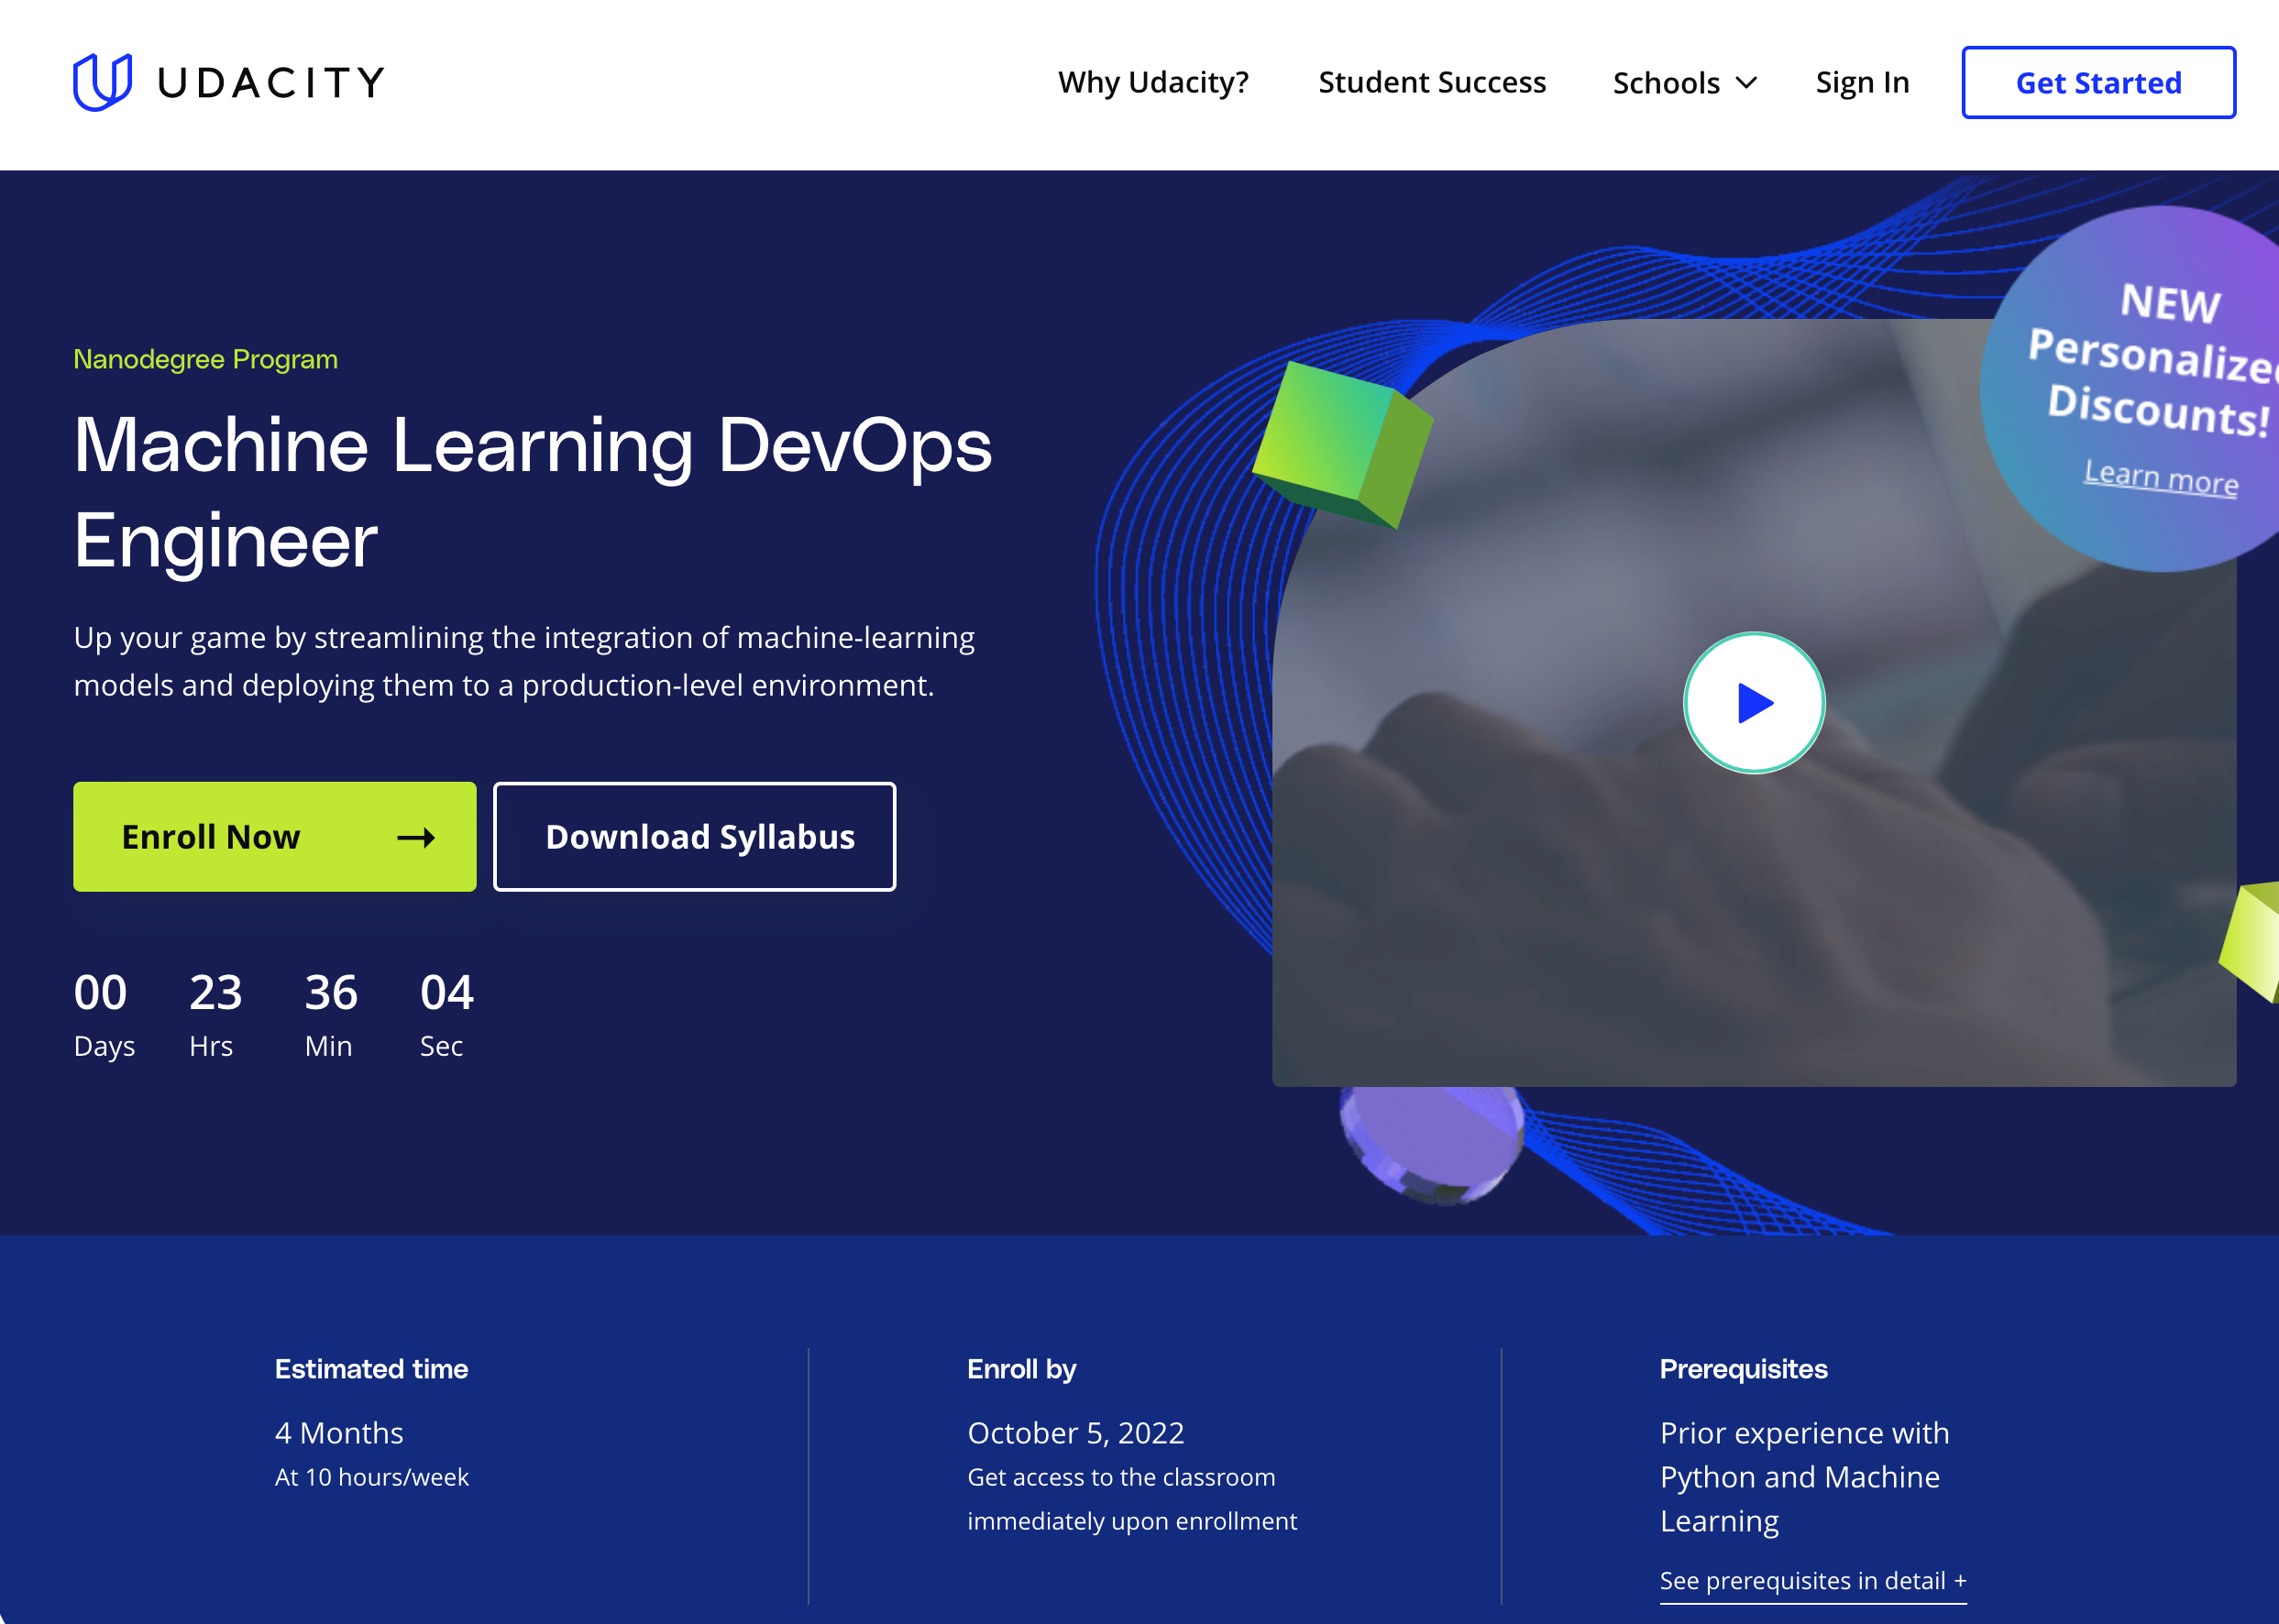 UDACITY
Why Udacity?
Student Success
Schools
Sign In
Get Started
NEW
Personalize
Discounts!
Learn more
Nanodegree Program
Machine Learning DevOps
Engineer
Up your game by streamlining the integration of machine-learning
models and deploying them to a production-level environment.
Enroll Now
Download Syllabus
00 23 36 04
Days Hrs Min Sec
Estimated time
4 Months
At 10 hours/week
Enroll by
October 5, 2022
Get access to the classroom
immediately upon enrollment
Prerequisites
Prior experience with
Python and Machine
Learning
See prerequisites in detail +